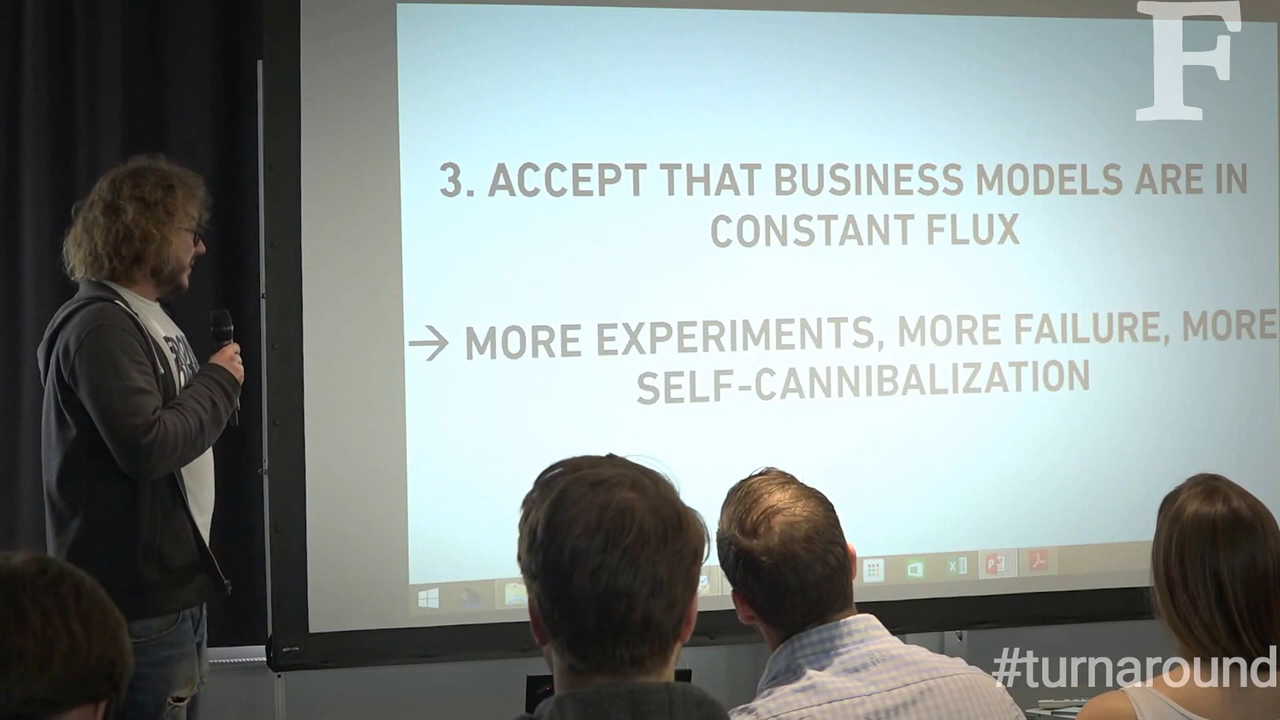 F
3. ACCEPT THAT BUSINESS MODELS ARE IN
CONSTANT FLUX
→ MORE EXPERIMENTS, MORE FAILURE, MORE
SELF-CANNIBALIZATION
#turnaround